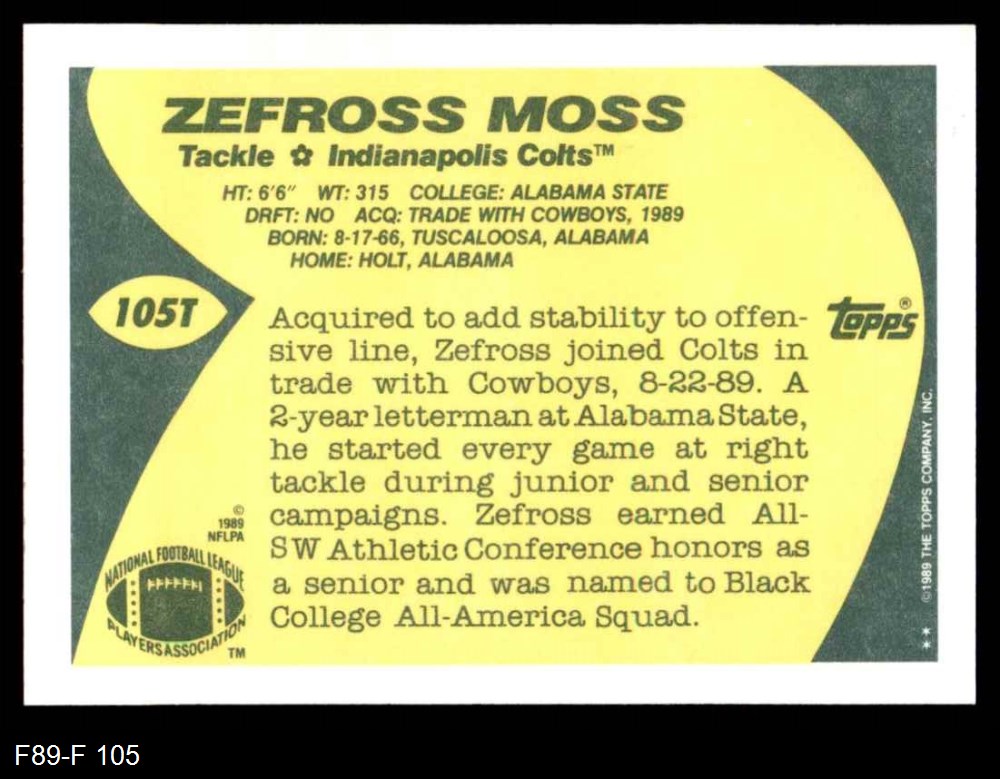 ZEFROSS MOSS
Tackle ✿ Indianapolis Colts™
HT: 6'6" WT: 315 COLLEGE: ALABAMA STATE
DRFT: NO ACQ: TRADE WITH COWBOYS, 1989
BORN: 8-17-66, TUSCALOOSA, ALABAMA
HOME: HOLT, ALABAMA
105T
Acquired to add stability to offen-
sive line, Zefross joined Colts in
trade with Cowboys, 8-22-89. A
2-year letterman at Alabama State,
he started every game at right
tackle during junior and senior
campaigns. Zefross earned All-
SW Athletic Conference honors as
a senior and was named to Black
College All-America Squad.
topps®
©
1989
NFLPA
NATIONAL FOOTBALL LEAGUE
PLAYERS ASSOCIATION
TM
** ©1989 THE TOPPS COMPANY, INC.
F89-F 105